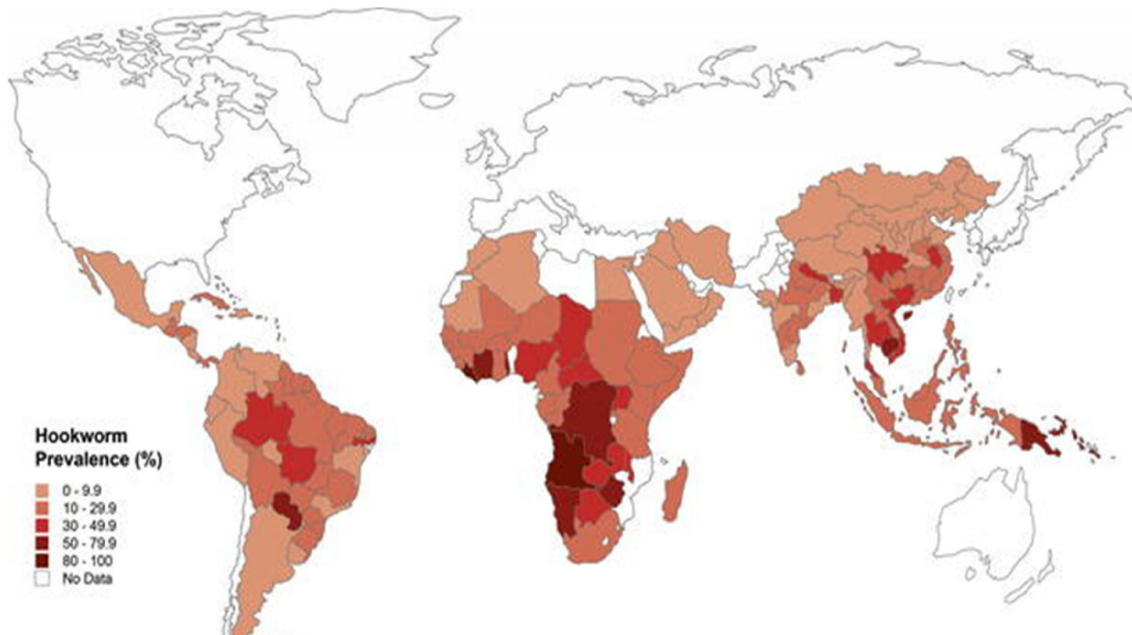 Hookworm
Prevalence (%)
0 - 9.9
10 - 29.9
30 - 49.9
50 - 79.9
80 - 100
No Data